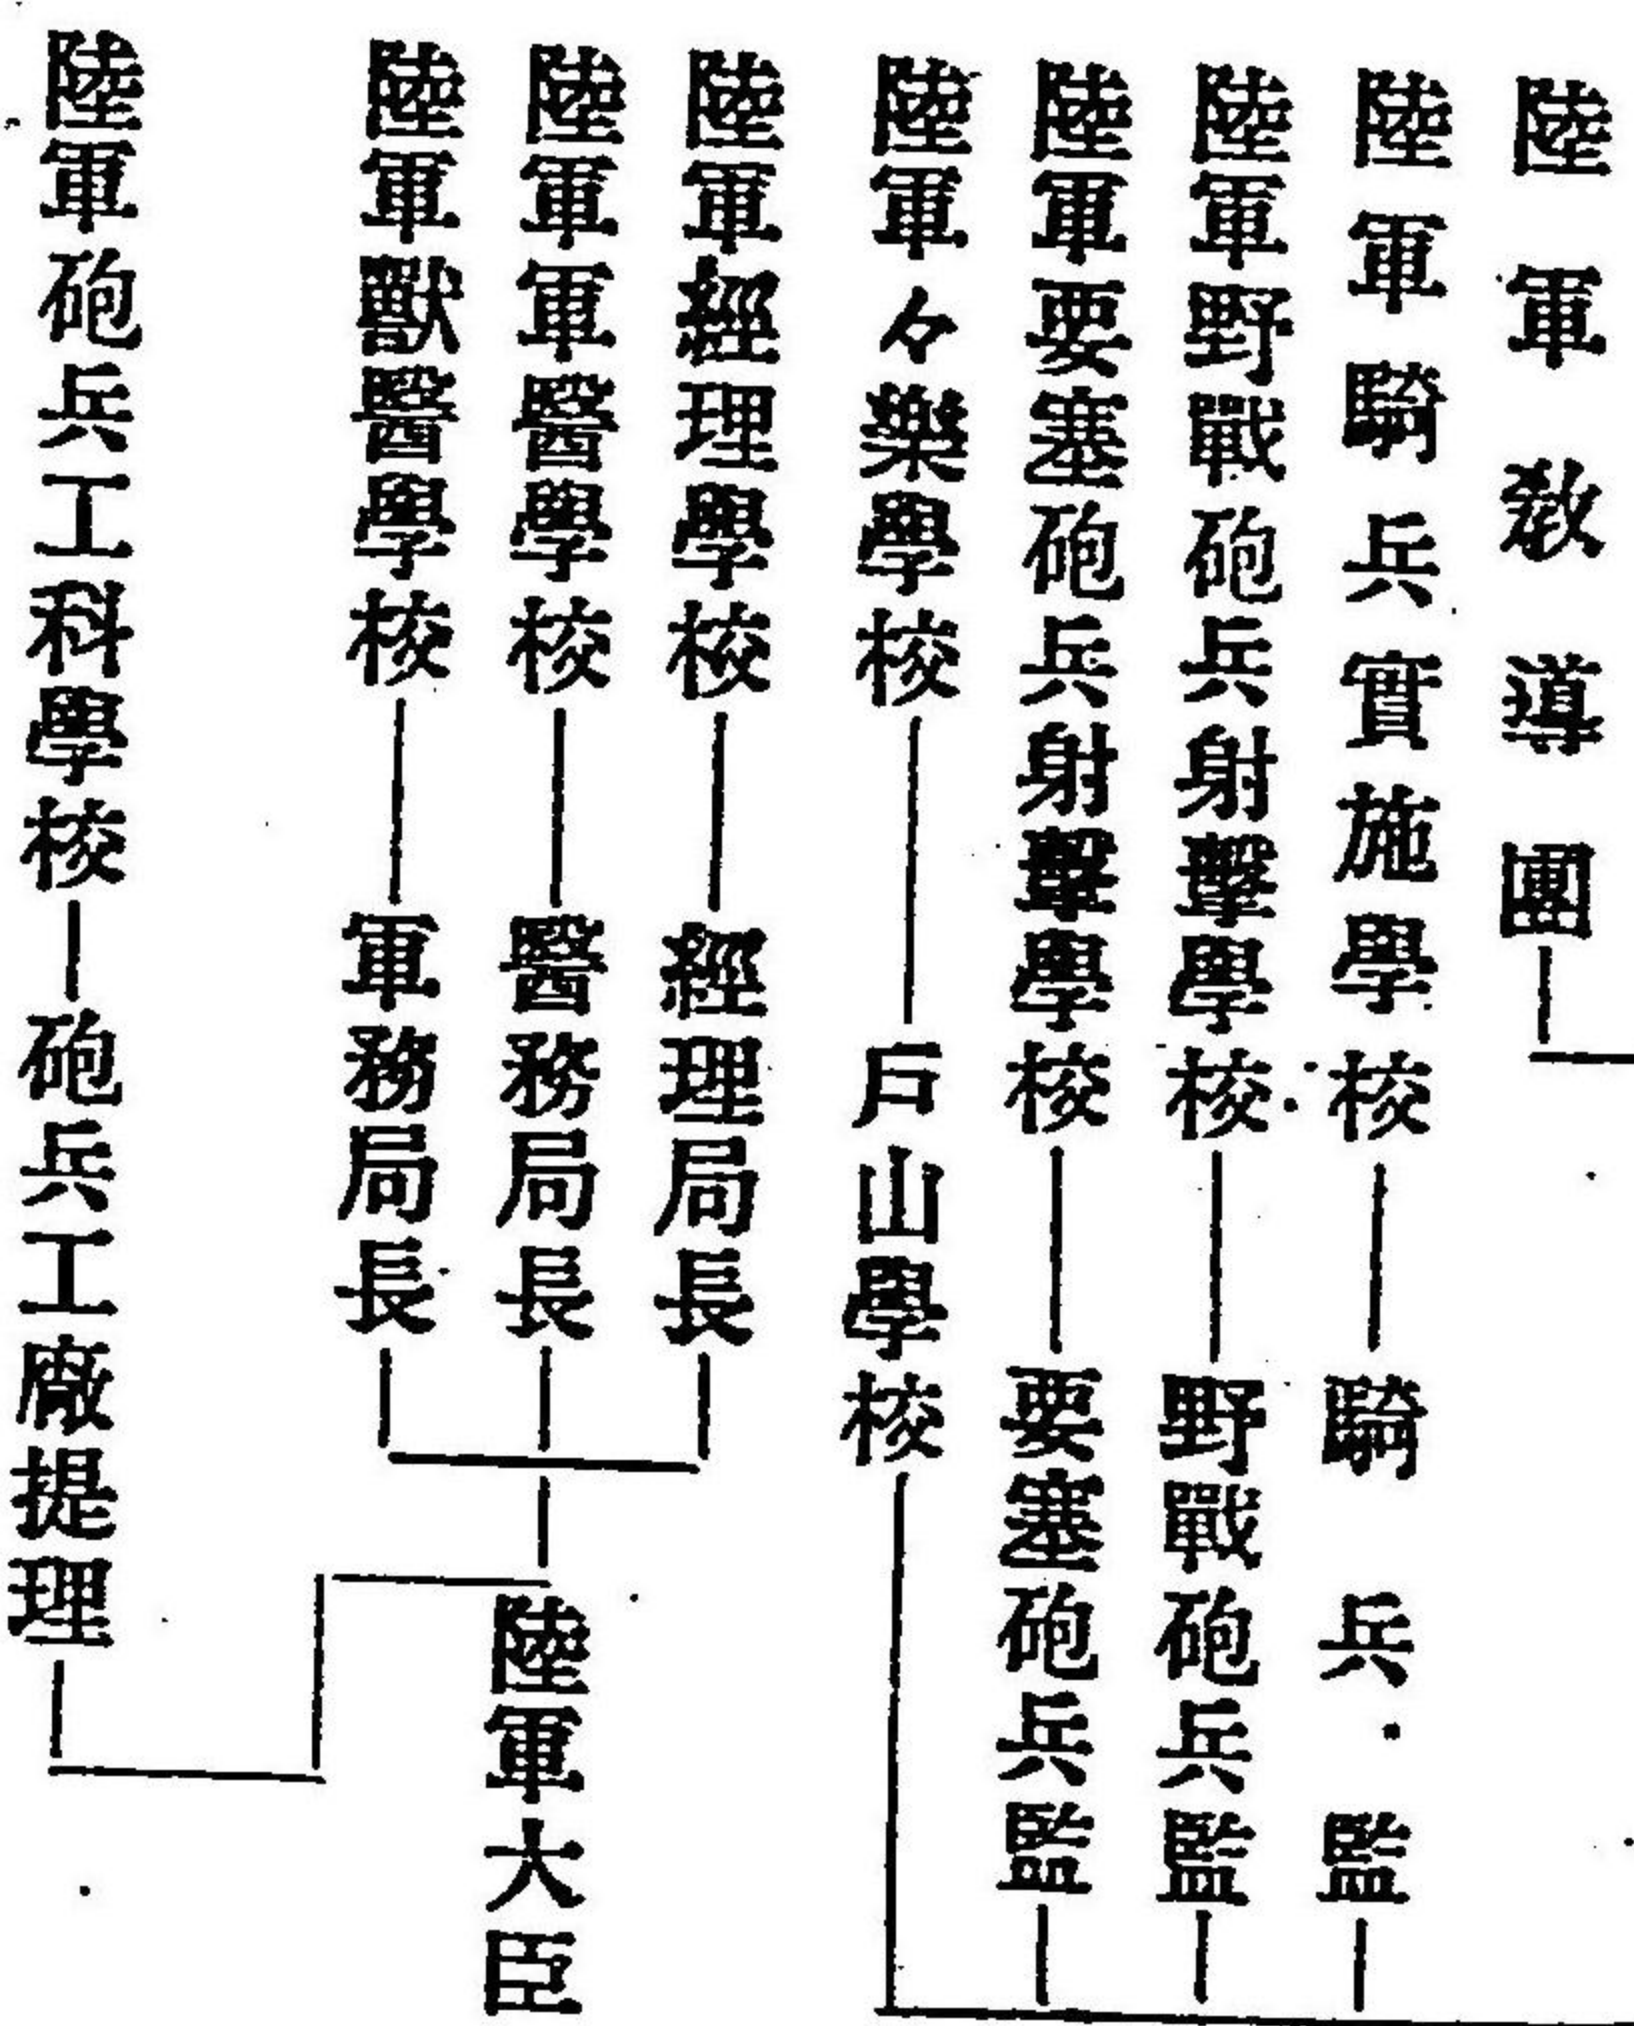 陸軍敎導團
陸軍騎兵實施學校 騎兵監
陸軍野戰砲兵射擊學校 野戰砲兵監
陸軍要塞砲兵射擊學校 要塞砲兵監
陸軍々樂學校 戶山學校
陸軍經理學校 經理局長
陸軍軍醫學校 醫務局長 陸軍大臣
陸軍獸醫學校 軍務局長
陸軍砲兵工科學校 砲兵工廠提理